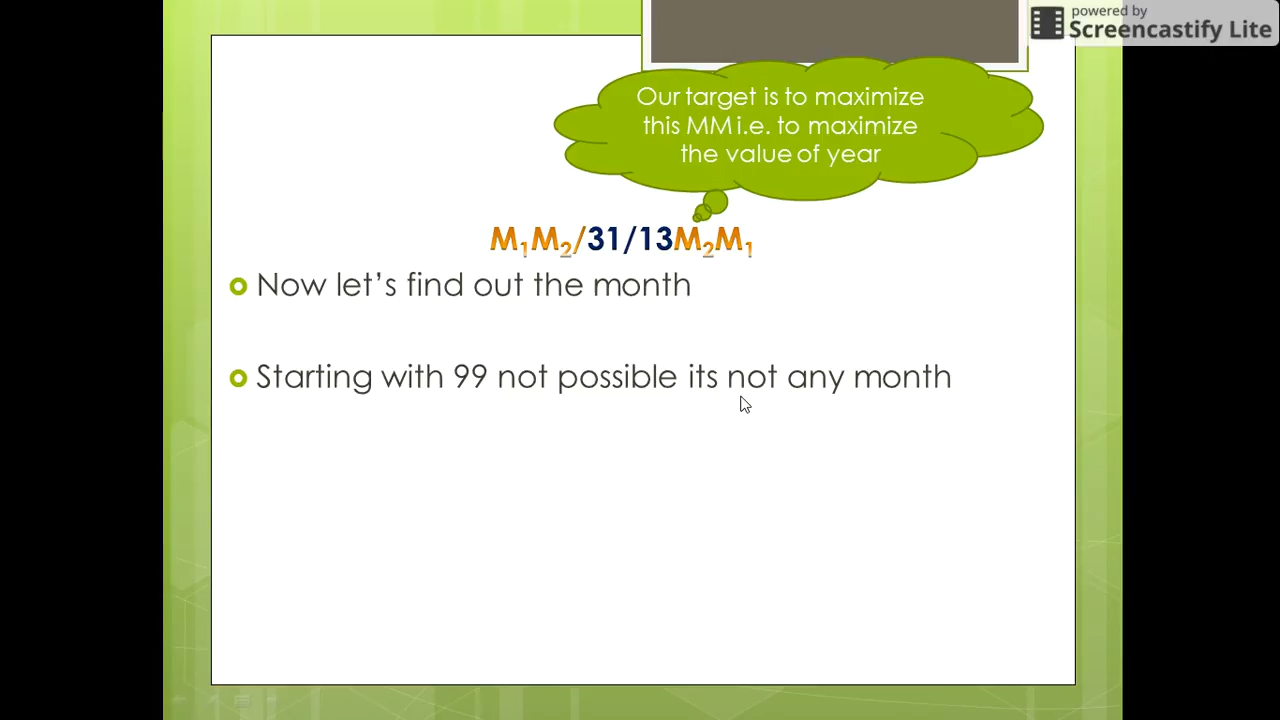 powered by
Screencastify Lite
Our target is to maximize
this MM i.e. to maximize
the value of year
M₁M₂/31/13M₂M₁
Now let’s find out the month
Starting with 99 not possible its not any month